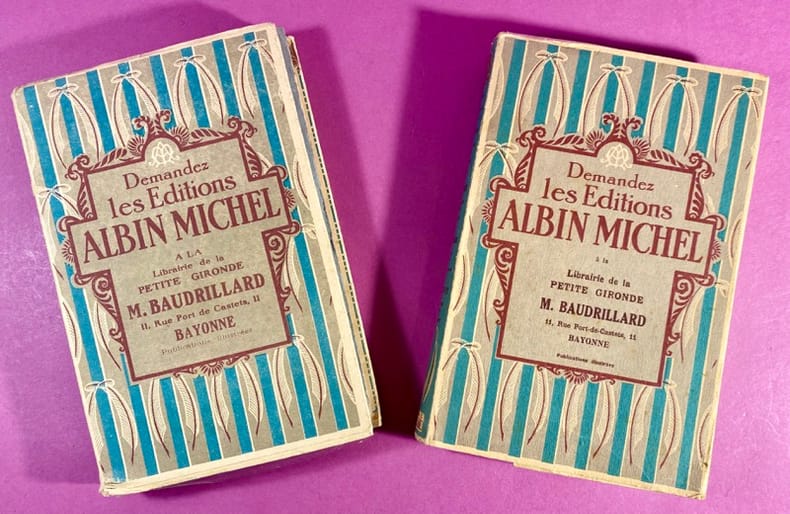 Demandez
les Editions
ALBIN MICHEL
A LA
Librairie de la
PETITE GIRONDE
M. BAUDRILLARD
11, Rue Port de Castets, 11
BAYONNE
Publications illustrées
Demandez
les Editions
ALBIN MICHEL
à la
Librairie de la
PETITE GIRONDE
M. BAUDRILLARD
11, Rue Port-de-Castets, 11
BAYONNE
Publications illustrées